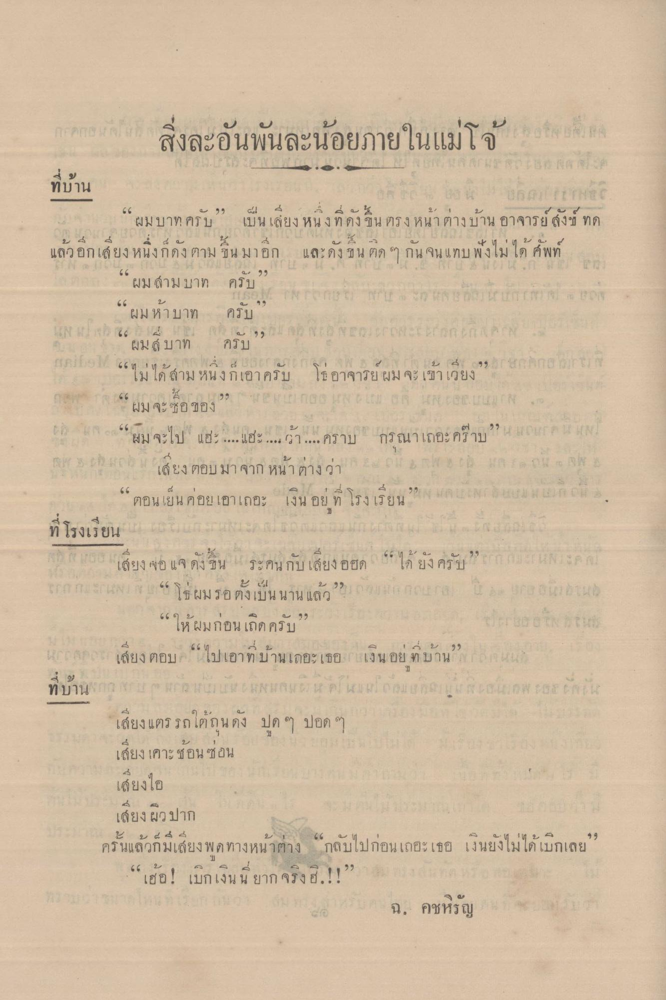 สิ่งละอันพันละน้อยภายในแม่โจ้
ที่บ้าน
“ผมบาทครับ” เป็นเสียงหนึ่งที่ดังขึ้นตรงหน้าต่างบ้านอาจารย์สังข์ ทด
แล้วอีกเสียงหนึ่งก็ดังตามขึ้นมาอีก และดังขึ้นติดๆกันจนแทบฟังไม่ได้ศัพท์
“ผมสามบาท ครับ”
“ผมห้าบาท ครับ”
“ผมสี่บาท ครับ”
“ไม่ได้สามหนึ่งก็เอาครับ โธ่อาจารย์ผมจะเข้าเวียง”
“ผมจะซื้อของ”
“ผมจะไป แฮะ....แฮะ....ว้า....คราบ กรุณาเถอะคร๊าบ”
เสียงตอบมาจากหน้าต่างว่า
“ตอนเย็นค่อยเอาเถอะ เงินอยู่ที่โรงเรียน”
ที่โรงเรียน
เสียงจอแจดังขึ้น ระคนกับเสียงออด “ได้ยังครับ”
“โธ่ผมรอตั้งเป็นนานแล้ว”
“ให้ผมก่อนเถิดครับ”
เสียงตอบ “ไปเอาที่บ้านเถอะเธอ เงินอยู่ที่บ้าน”
ที่บ้าน
เสียงแตรรถใต้ถุนดัง ปูดๆ ปอดๆ
เสียงเคาะช้อนซ่อน
เสียงไอ
เสียงผิวปาก
ครั้นแล้วก็มีเสียงพูดทางหน้าต่าง “กลับไปก่อนเถอะเธอ เงินยังไม่ได้เบิกเลย”
“เฮ้อ! เบิกเงินนี่ยากจริงฮิ.!!”
ฉ. คชหิรัญ